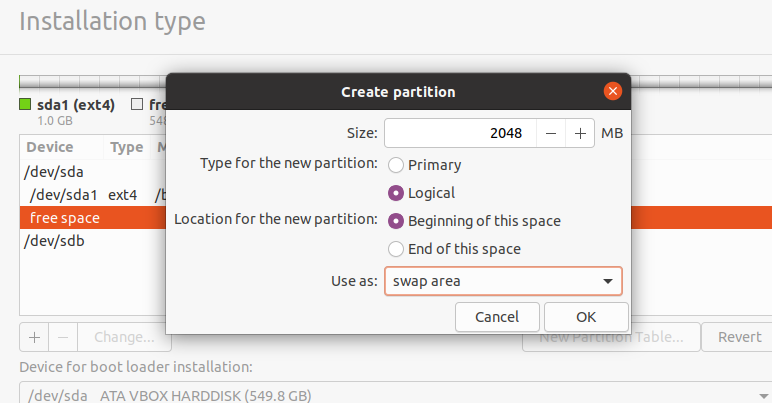 Installation type
Create partition
sda1 (ext4)
1.0 GB
Device Type
/dev/sda
/dev/sda1 ext4
free space
/dev/sdb
Size: 2048 MB
Type for the new partition: Primary
Logical
Location for the new partition: Beginning of this space
End of this space
Use as: swap area
Cancel OK
+ − Change... New Partition Table... Revert
Device for boot loader installation:
/dev/sda ATA VBOX HARDDISK (549.8 GB)